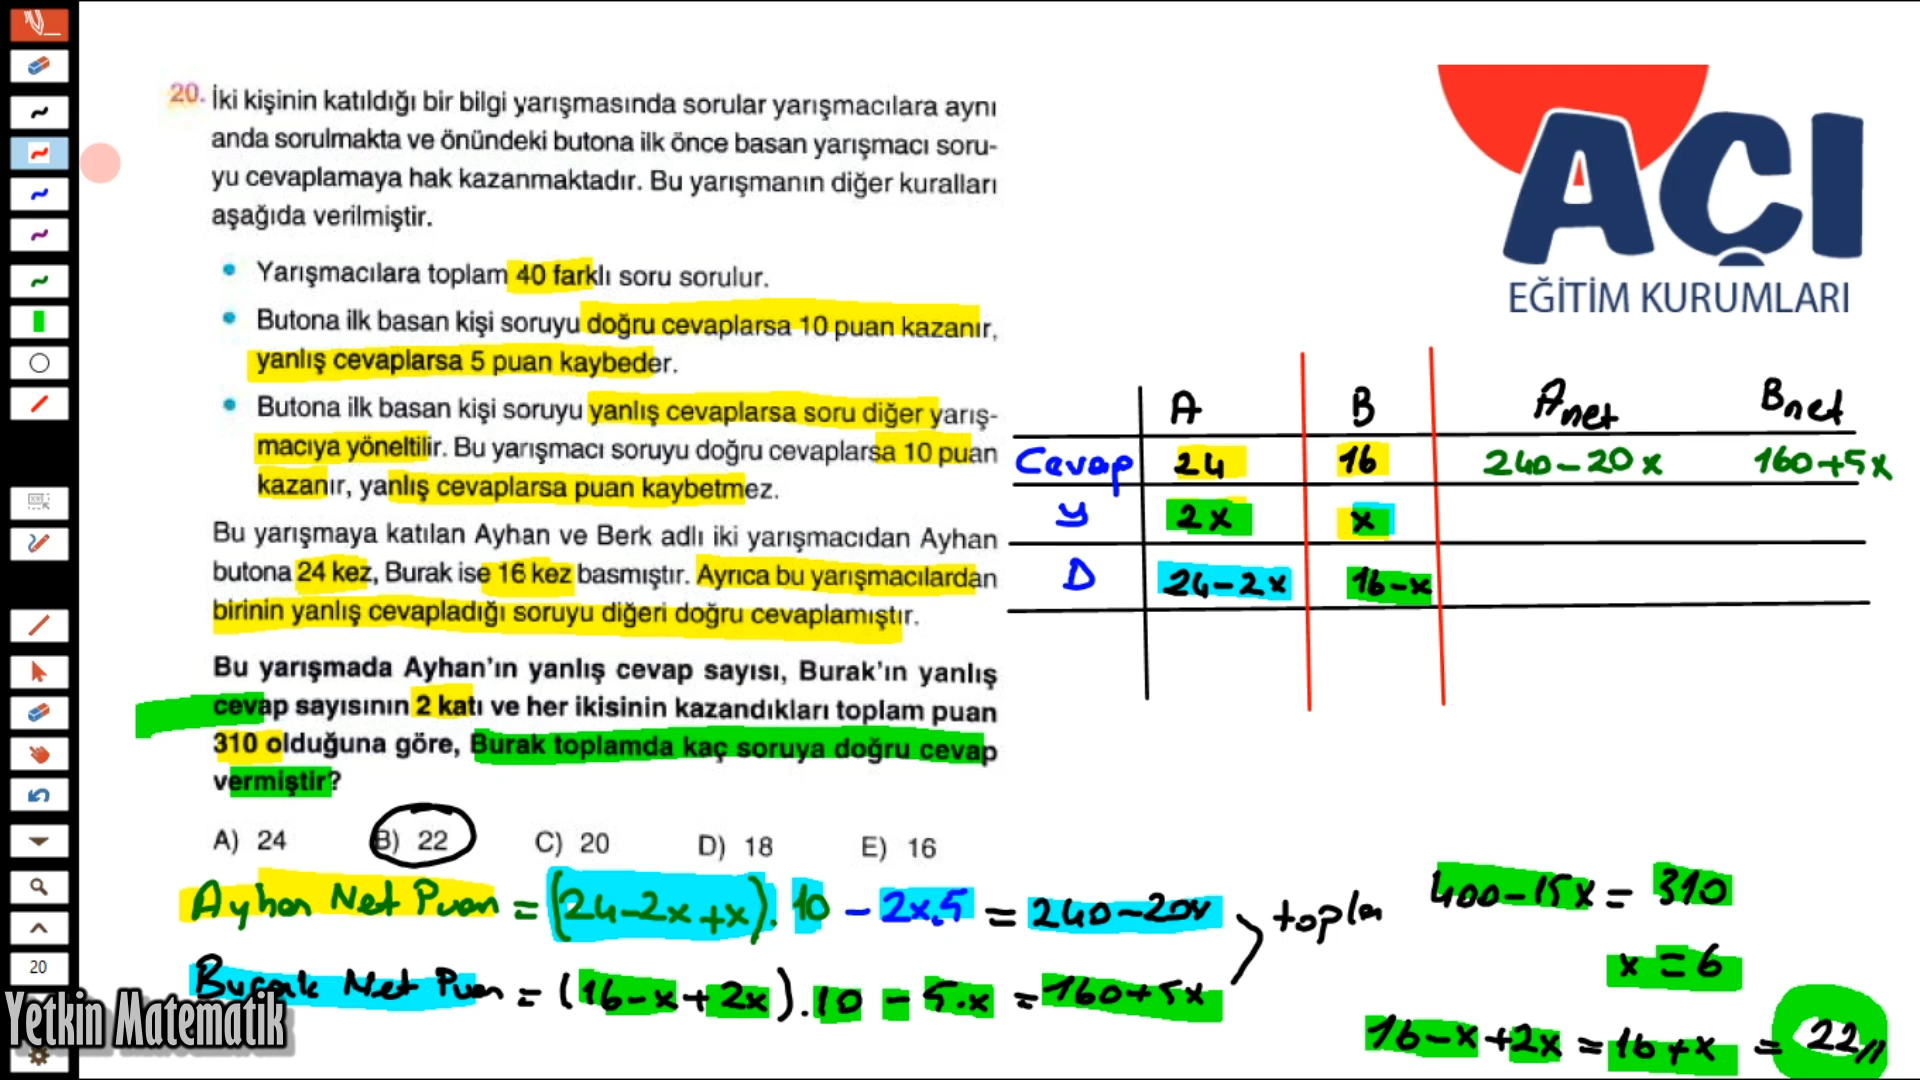 20. İki kişinin katıldığı bir bilgi yarışmasında sorular yarışmacılara aynı
anda sorulmakta ve önündeki butona ilk önce basan yarışmacı soru-
yu cevaplamaya hak kazanmaktadır. Bu yarışmanın diğer kuralları
aşağıda verilmiştir.
• Yarışmacılara toplam 40 farklı soru sorulur.
• Butona ilk basan kişi soruyu doğru cevaplarsa 10 puan kazanır,
yanlış cevaplarsa 5 puan kaybeder.
• Butona ilk basan kişi soruyu yanlış cevaplarsa soru diğer yarış-
macıya yöneltilir. Bu yarışmacı soruyu doğru cevaplarsa 10 puan
kazanır, yanlış cevaplarsa puan kaybetmez.
Bu yarışmaya katılan Ayhan ve Berk adlı iki yarışmacıdan Ayhan
butona 24 kez, Burak ise 16 kez basmıştır. Ayrıca bu yarışmacılardan
birinin yanlış cevapladığı soruyu diğeri doğru cevaplamıştır.
Bu yarışmada Ayhan'ın yanlış cevap sayısı, Burak'ın yanlış
cevap sayısının 2 katı ve her ikisinin kazandıkları toplam puan
310 olduğuna göre, Burak toplamda kaç soruya doğru cevap
vermiştir?
A) 24 B) 22 C) 20 D) 18 E) 16
AÇI
EĞİTİM KURUMLARI
A B Anet Bnet
Cevap 24 16 240-20x 160+5x
Y 2x x
D 24-2x 16-x
Ayhan Net Puan = (24-2x+x).10 - 2x.5 = 240-20x
Burak Net Puan = (16-x+2x).10 - 5.x = 160+5x
topla
400-15x = 310
x = 6
16-x+2x = 16+x = 22//
20
Yetkin Matematik